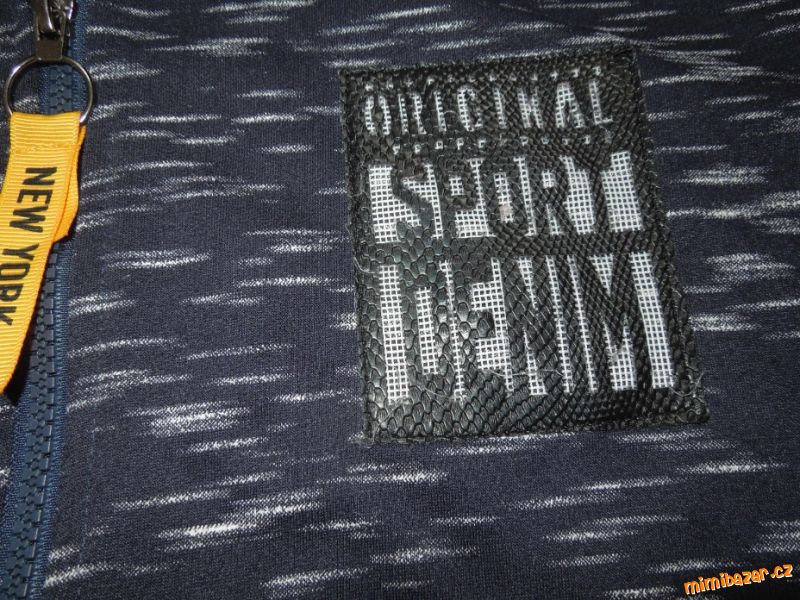 NEW YORK
ORIGINAL
SPORT
DENIM
mimibazar.cz